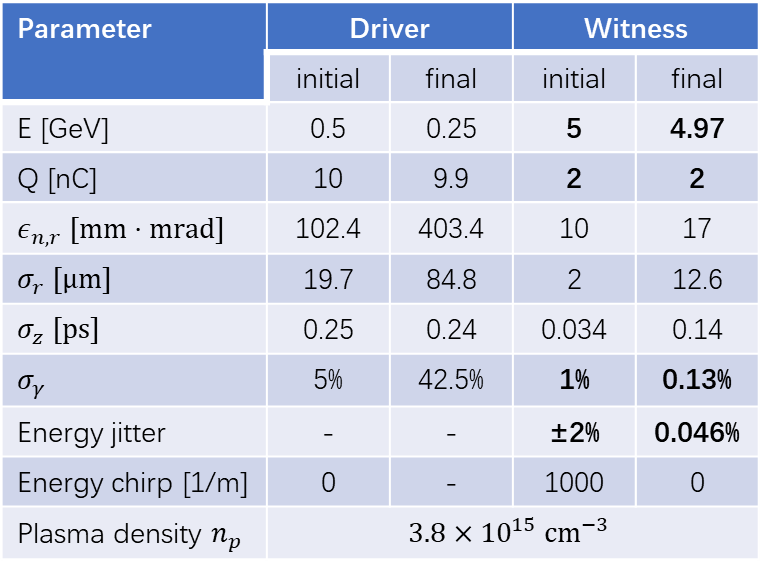 Parameter Driver Witness
initial final initial final
E [GeV] 0.5 0.25 5 4.97
Q [nC] 10 9.9 2 2
ϵn,r [mm · mrad] 102.4 403.4 10 17
σr [μm] 19.7 84.8 2 12.6
σz [ps] 0.25 0.24 0.034 0.14
σγ 5% 42.5% 1% 0.13%
Energy jitter - - ±2% 0.046%
Energy chirp [1/m] 0 - 1000 0
Plasma density np 3.8 × 10¹⁵ cm⁻³